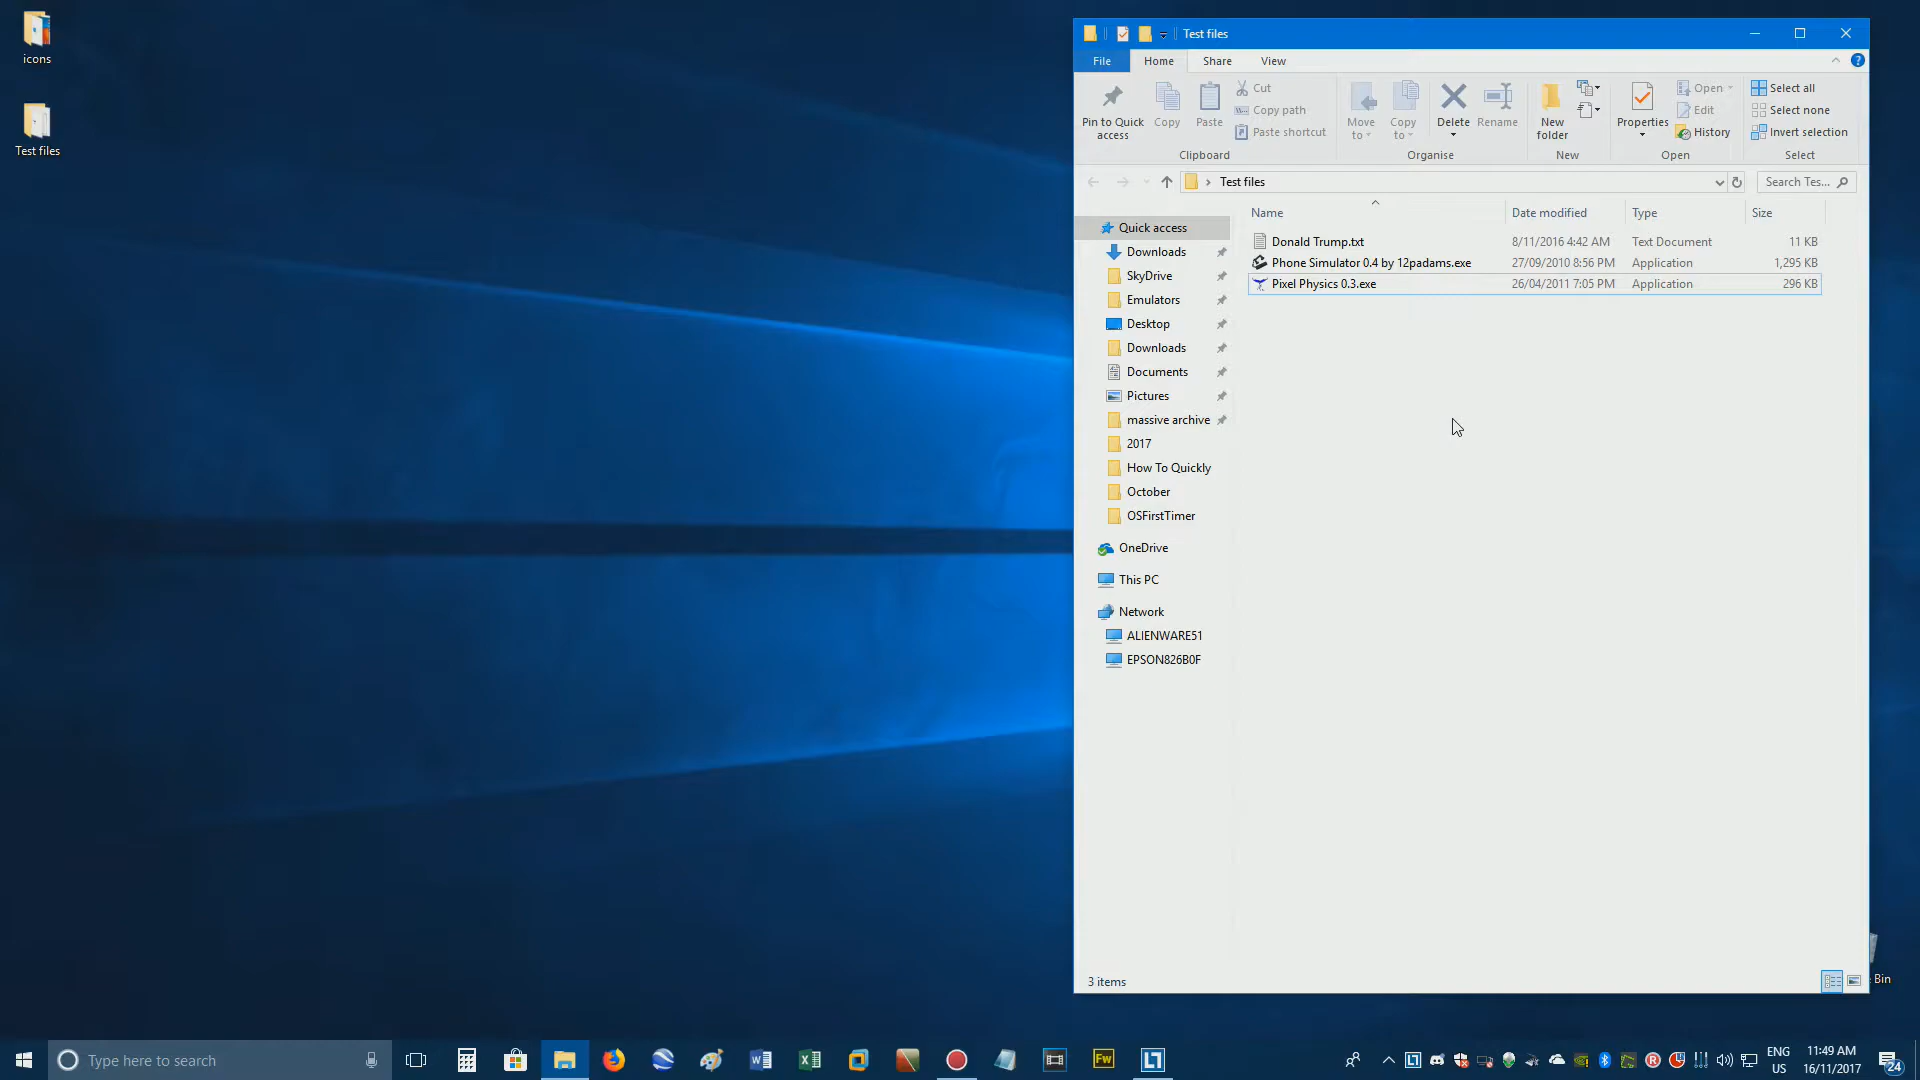 icons
Test files
Test files
File
Home
Share
View
Pin to Quick access
Copy
Paste
Cut
Copy path
Paste shortcut
Clipboard
Move to
Copy to
Delete
Rename
Organise
New folder
New
Properties
Open
Edit
History
Open
Select all
Select none
Invert selection
Select
Test files
Search Tes...
Name
Date modified
Type
Size
Donald Trump.txt 8/11/2016 4:42 AM Text Document 11 KB
Phone Simulator 0.4 by 12padams.exe 27/09/2010 8:56 PM Application 1,295 KB
Pixel Physics 0.3.exe 26/04/2011 7:05 PM Application 296 KB
Quick access
Downloads
SkyDrive
Emulators
Desktop
Downloads
Documents
Pictures
massive archive
2017
How To Quickly
October
OSFirstTimer
OneDrive
This PC
Network
ALIENWARE51
EPSON826B0F
3 items
Bin
Type here to search
Fw
ENG
US
11:49 AM
16/11/2017
24